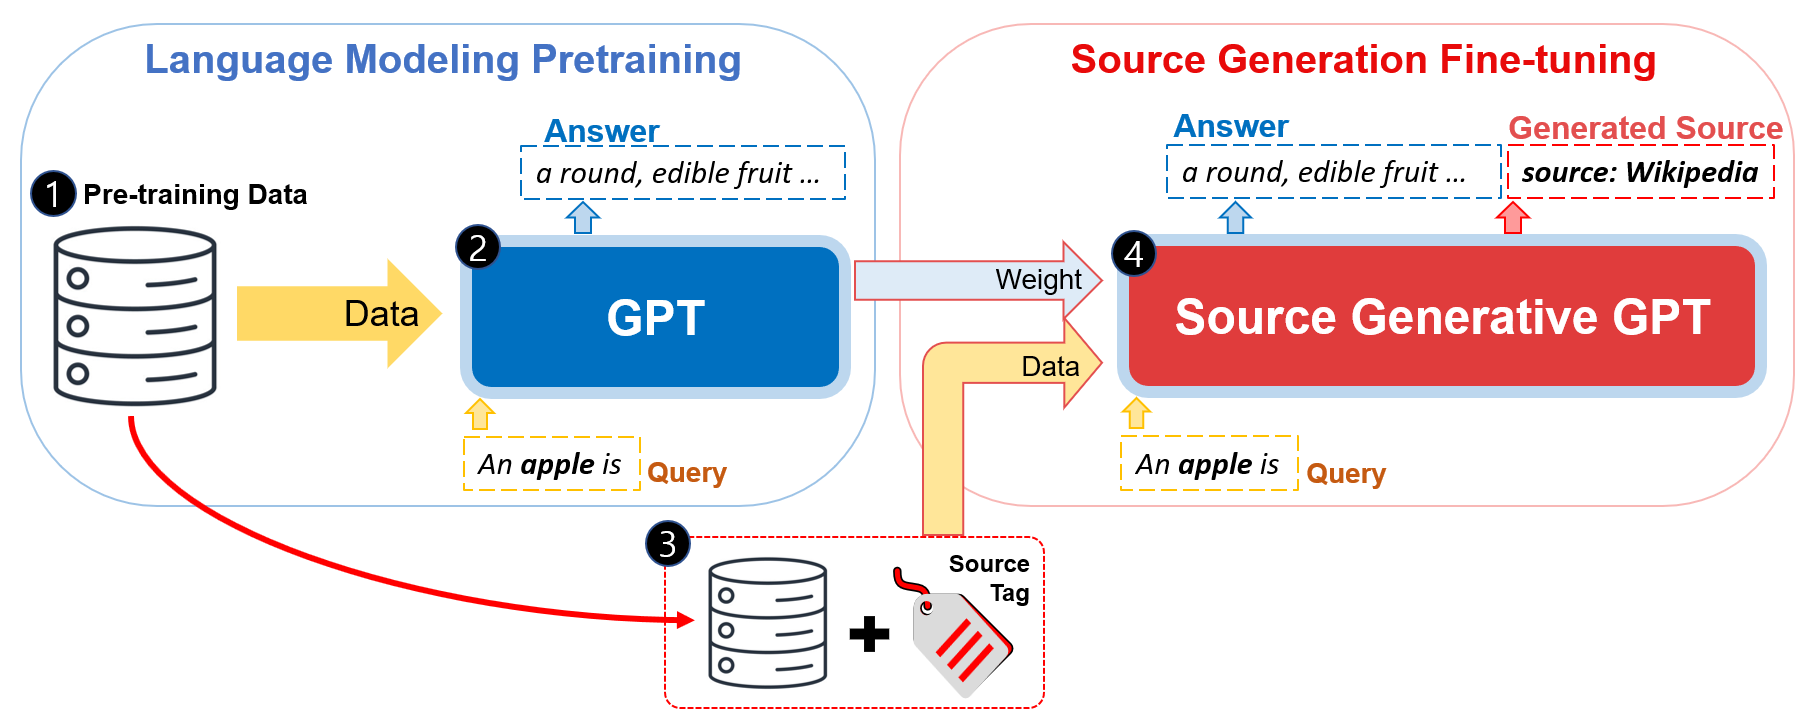 Language Modeling Pretraining
1 Pre-training Data
Data
Answer
a round, edible fruit ...
2
GPT
An apple is
Query
Weight
Data
3
Source
Tag
Source Generation Fine-tuning
Answer
a round, edible fruit ...
Generated Source
source: Wikipedia
4
Source Generative GPT
An apple is
Query